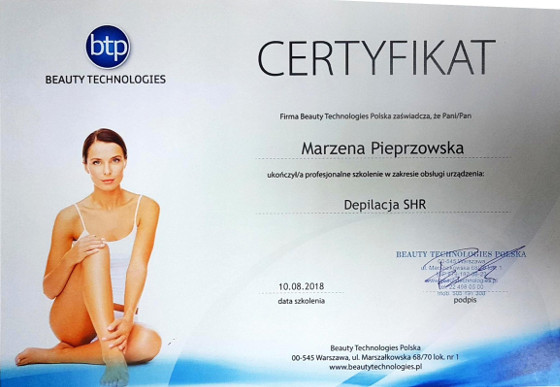 btp
BEAUTY TECHNOLOGIES
CERTYFIKAT
Firma Beauty Technologies Polska zaświadcza, że Pani/Pan
Marzena Pieprzowska
ukończył/a profesjonalne szkolenie w zakresie obsługi urządzenia:
Depilacja SHR
BEAUTY TECHNOLOGIES POLSKA
00-545 Warszawa
ul. Marszałkowska 68/70 lok. 1
10.08.2018
data szkolenia
podpis
Beauty Technologies Polska
00-545 Warszawa, ul. Marszałkowska 68/70 lok. nr 1
www.beautytechnologies.pl